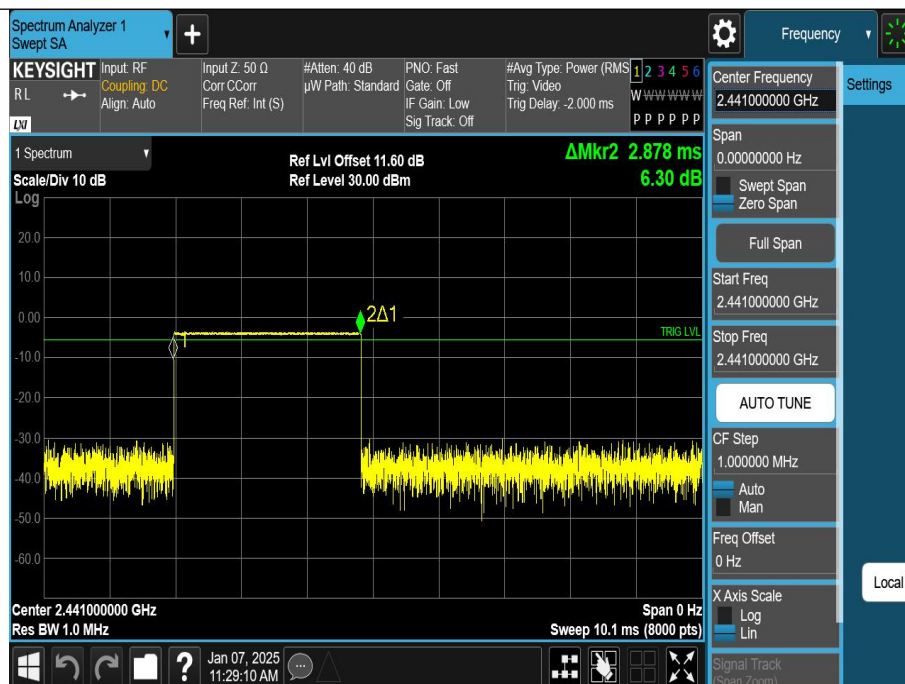 Spectrum Analyzer 1
Swept SA
+
Frequency
KEYSIGHT
RL
LXI
Input: RF
Coupling: DC
Align: Auto
Input Z: 50 Ω
Corr CCorr
Freq Ref: Int (S)
#Atten: 40 dB
µW Path: Standard
PNO: Fast
Gate: Off
IF Gain: Low
Sig Track: Off
#Avg Type: Power (RMS
Trig: Video
Trig Delay: -2.000 ms
1 2 3 4 5 6
W W W W W W
P P P P P P
1 Spectrum
Scale/Div 10 dB
Log
Ref Lvl Offset 11.60 dB
Ref Level 30.00 dBm
ΔMkr2 2.878 ms
6.30 dB
20.0
10.0
0.00
-10.0
-20.0
-30.0
-40.0
-50.0
-60.0
2Δ1
TRIG LVL
Center 2.441000000 GHz
Res BW 1.0 MHz
Span 0 Hz
Sweep 10.1 ms (8000 pts)
Jan 07, 2025
11:29:10 AM
?
Center Frequency
2.441000000 GHz
Span
0.00000000 Hz
Swept Span
Zero Span
Full Span
Start Freq
2.441000000 GHz
Stop Freq
2.441000000 GHz
AUTO TUNE
CF Step
1.000000 MHz
Auto
Man
Freq Offset
0 Hz
X Axis Scale
Log
Lin
Signal Track
(Span Zoom)
Settings
Local